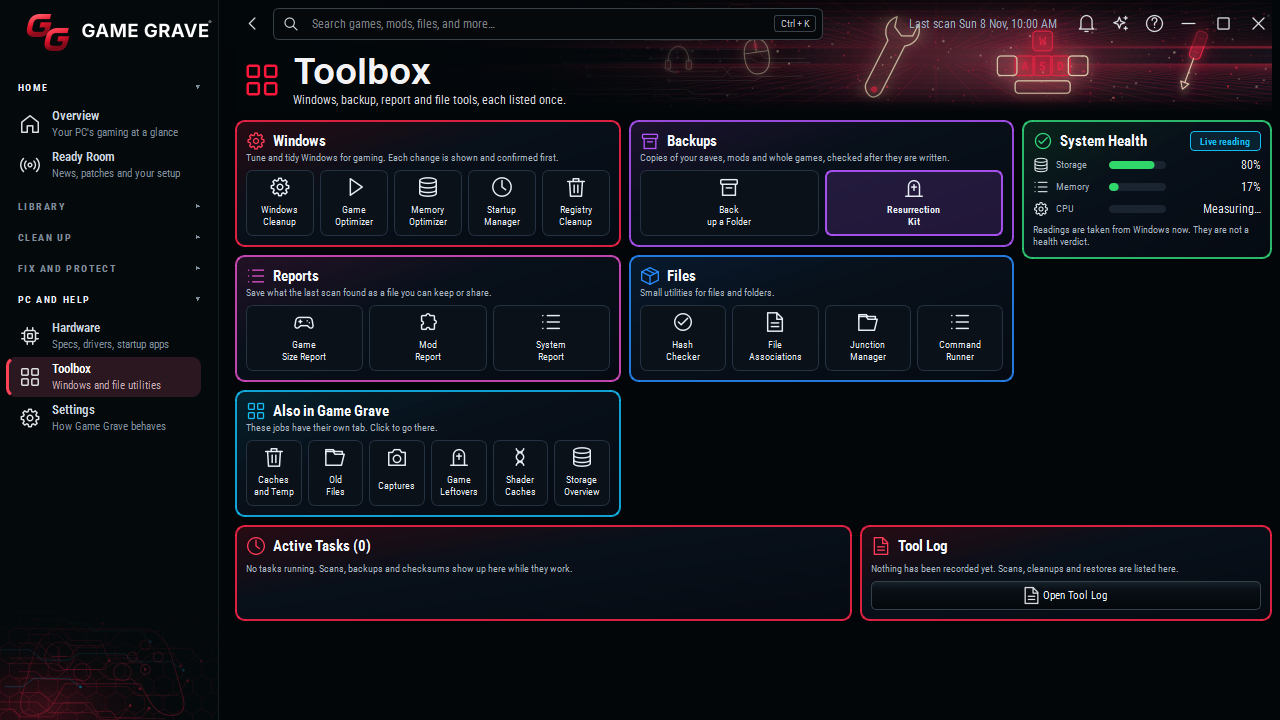 GAME GRAVE
Search games, mods, files, and more...
Ctrl + K
Last scan Sun 8 Nov, 10:00 AM
HOME
Overview
Your PC's gaming at a glance
Ready Room
News, patches and your setup
LIBRARY
CLEAN UP
FIX AND PROTECT
PC AND HELP
Hardware
Specs, drivers, startup apps
Toolbox
Windows and file utilities
Settings
How Game Grave behaves
Toolbox
Windows, backup, report and file tools, each listed once.
W
A S D
Windows
Tune and tidy Windows for gaming. Each change is shown and confirmed first.
Windows
Cleanup
Game
Optimizer
Memory
Optimizer
Startup
Manager
Registry
Cleanup
Backups
Copies of your saves, mods and whole games, checked after they are written.
Back
up a Folder
Resurrection
Kit
System Health
Live reading
Storage
80%
Memory
17%
CPU
Measuring...
Readings are taken from Windows now. They are not a
health verdict.
Reports
Save what the last scan found as a file you can keep or share.
Game
Size Report
Mod
Report
System
Report
Files
Small utilities for files and folders.
Hash
Checker
File
Associations
Junction
Manager
Command
Runner
Also in Game Grave
These jobs have their own tab. Click to go there.
Caches
and Temp
Old
Files
Captures
Game
Leftovers
Shader
Caches
Storage
Overview
Active Tasks (0)
No tasks running. Scans, backups and checksums show up here while they work.
Tool Log
Nothing has been recorded yet. Scans, cleanups and restores are listed here.
Open Tool Log